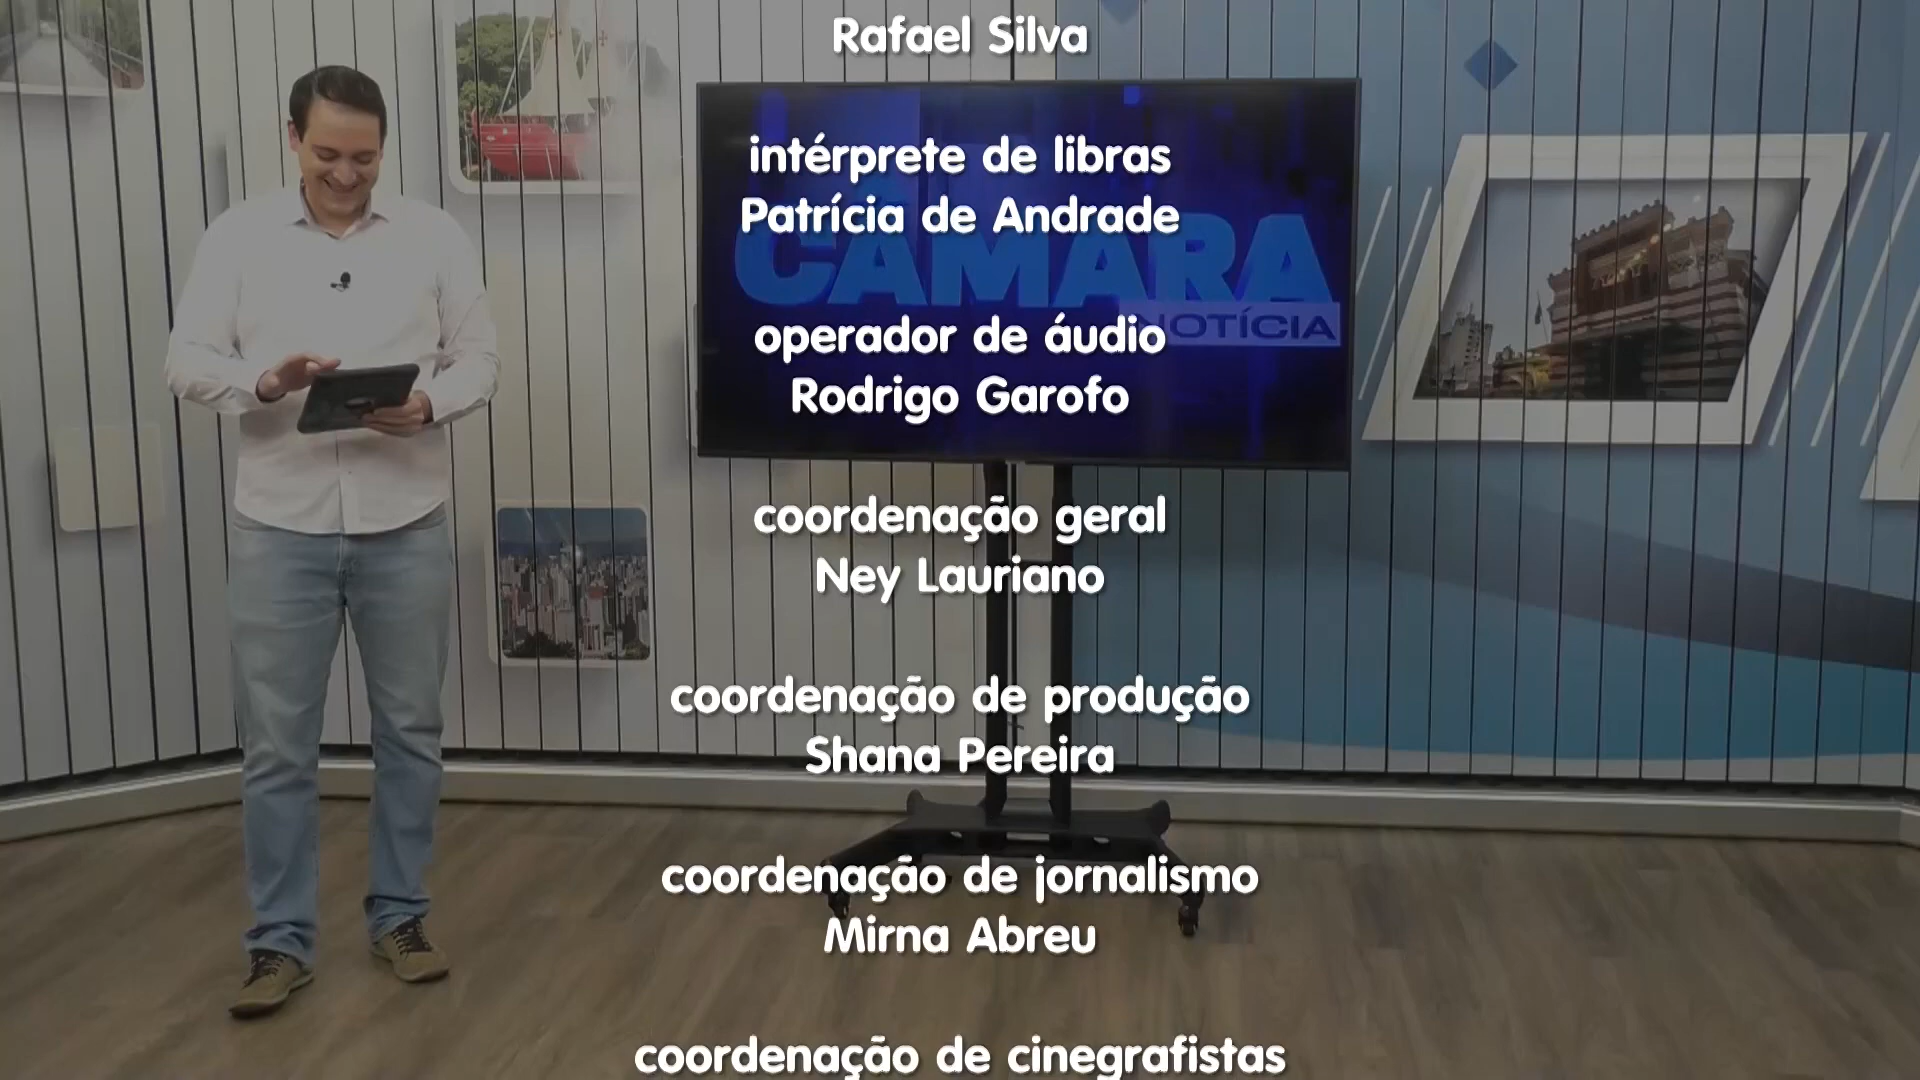 Rafael Silva
intérprete de libras
Patrícia de Andrade
CÂMARA
NOTÍCIA
operador de áudio
Rodrigo Garofo
coordenação geral
Ney Lauriano
coordenação de produção
Shana Pereira
coordenação de jornalismo
Mirna Abreu
coordenação de cinegrafistas